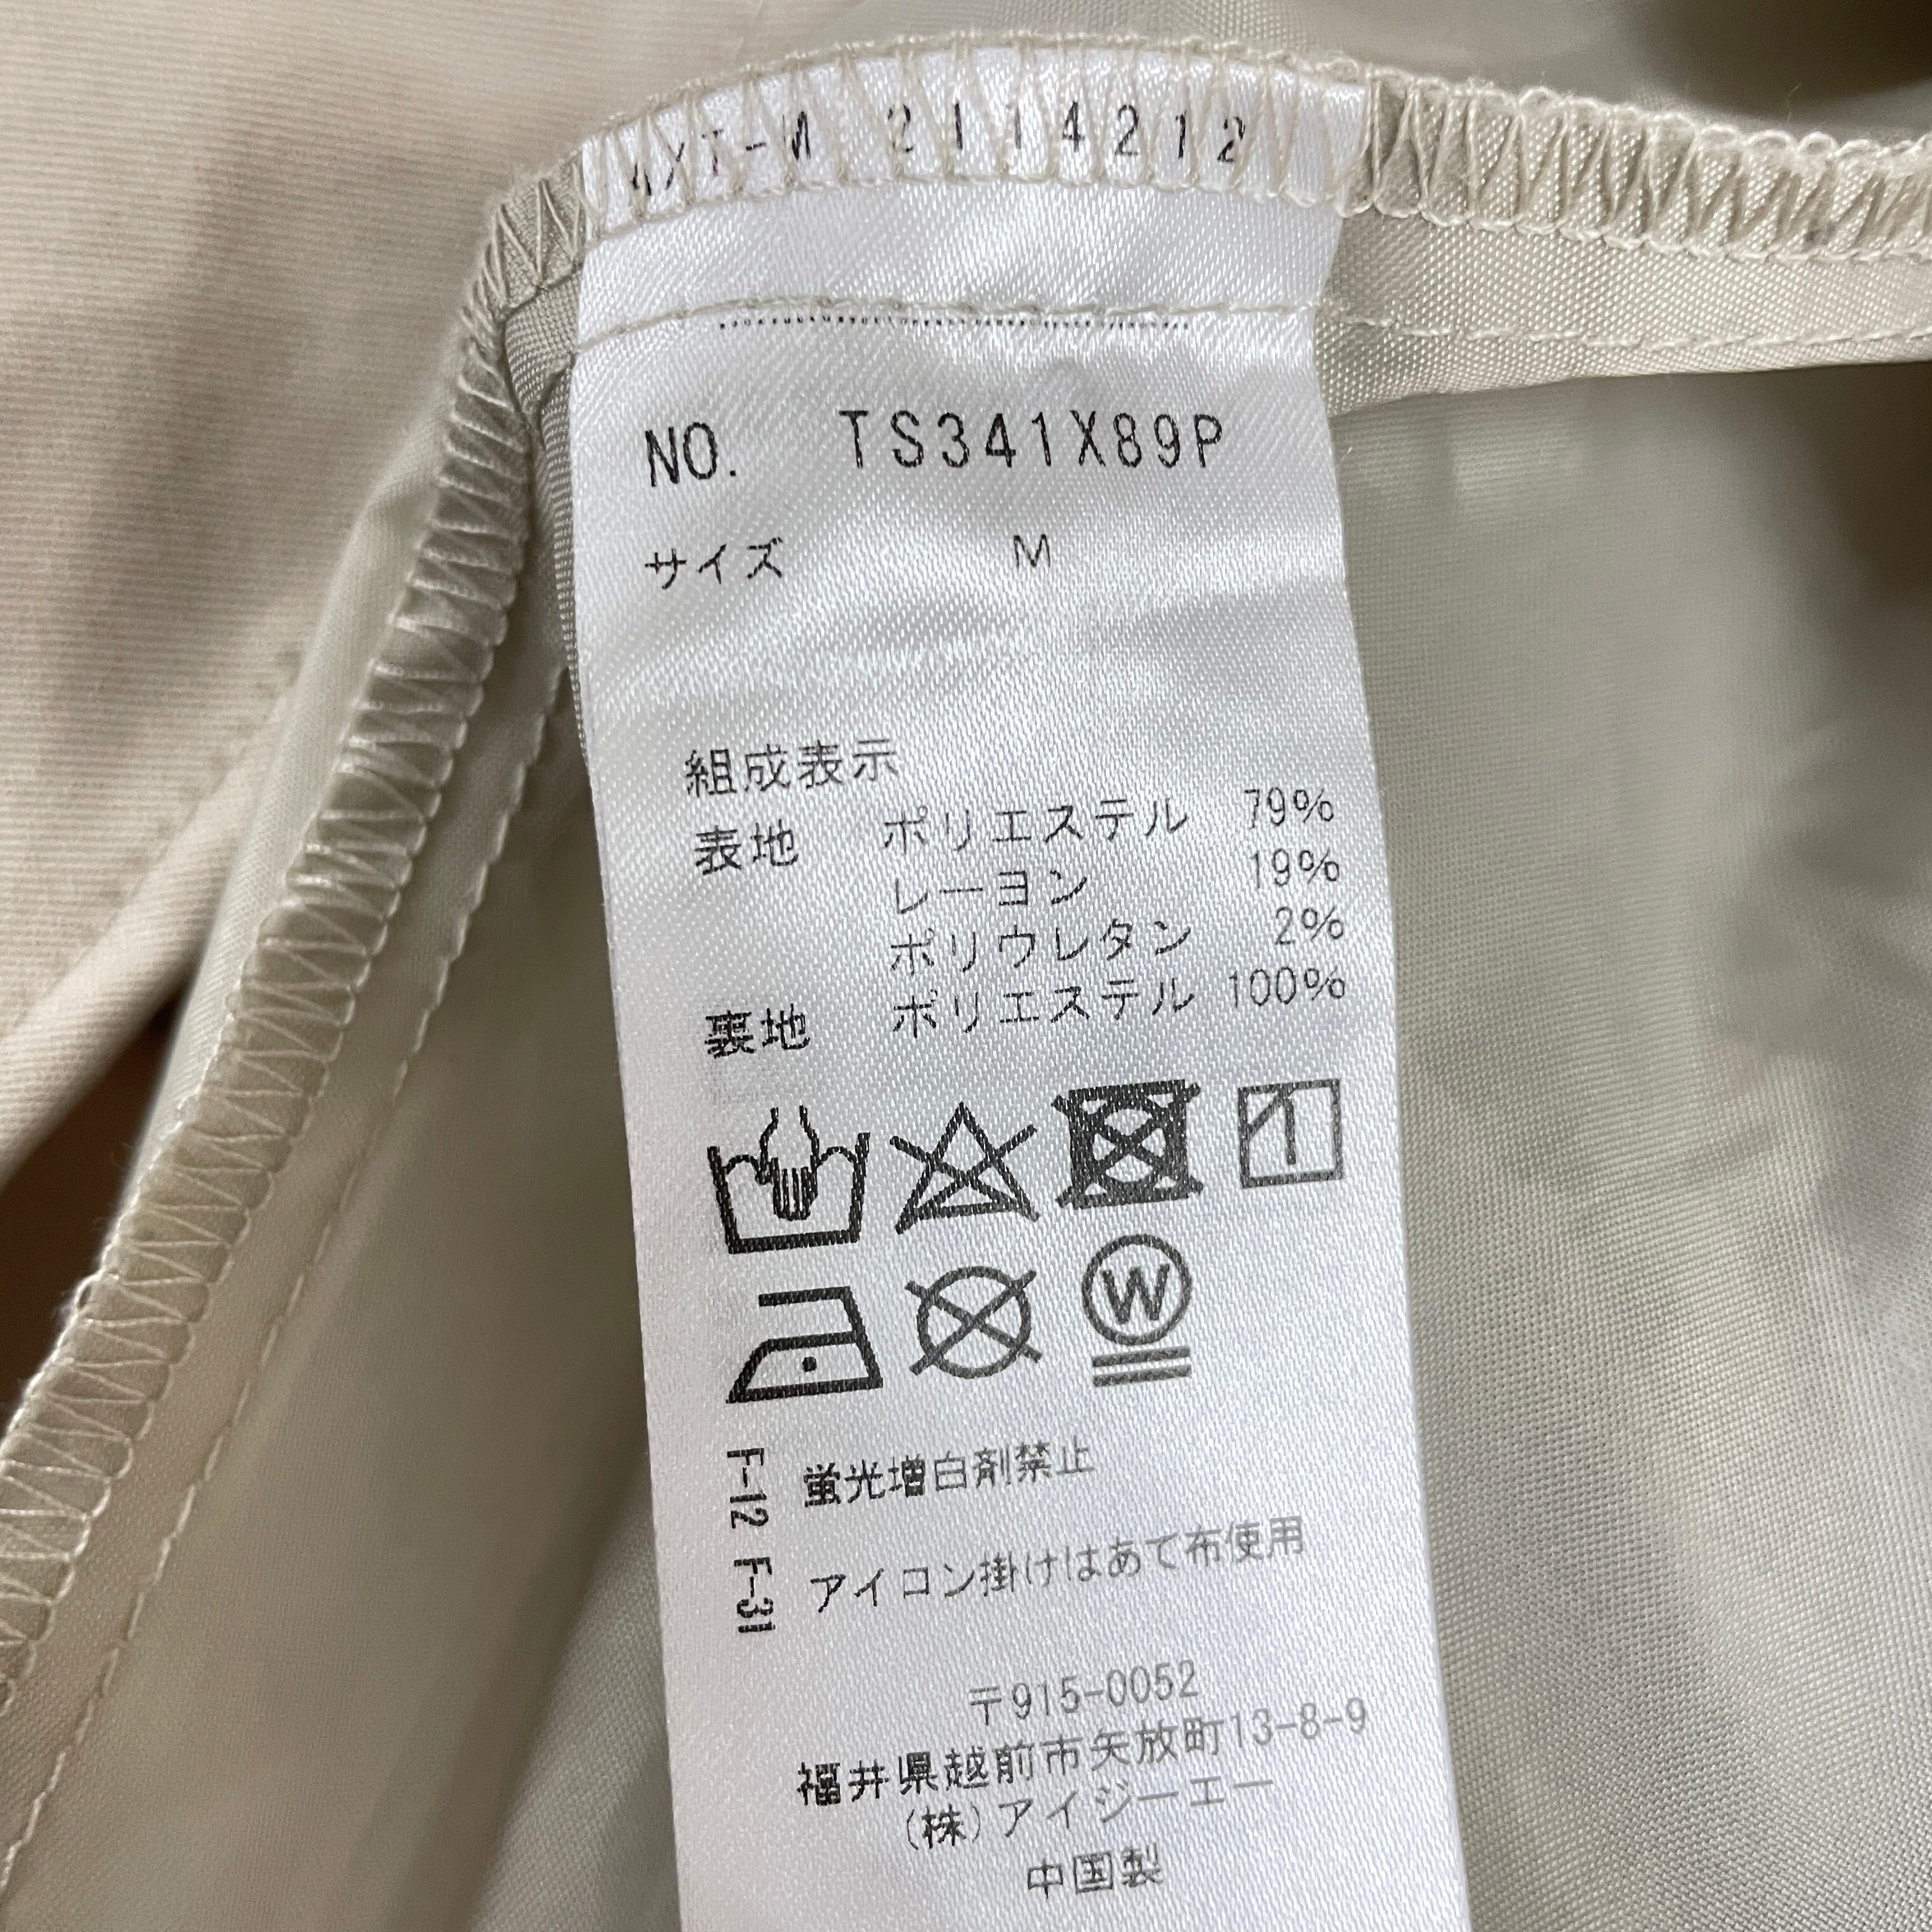 2114212
NO. TS341X89P
サイズ M
組成表示
表地 ポリエステル 79%
レーヨン 19%
ポリウレタン 2%
裏地 ポリエステル 100%
W
F-12 蛍光増白剤禁止
F-31 アイコン掛けはあて布使用
〒915-0052
福井県越前市矢放町13-8-9
(株)アイジーエー
中国製